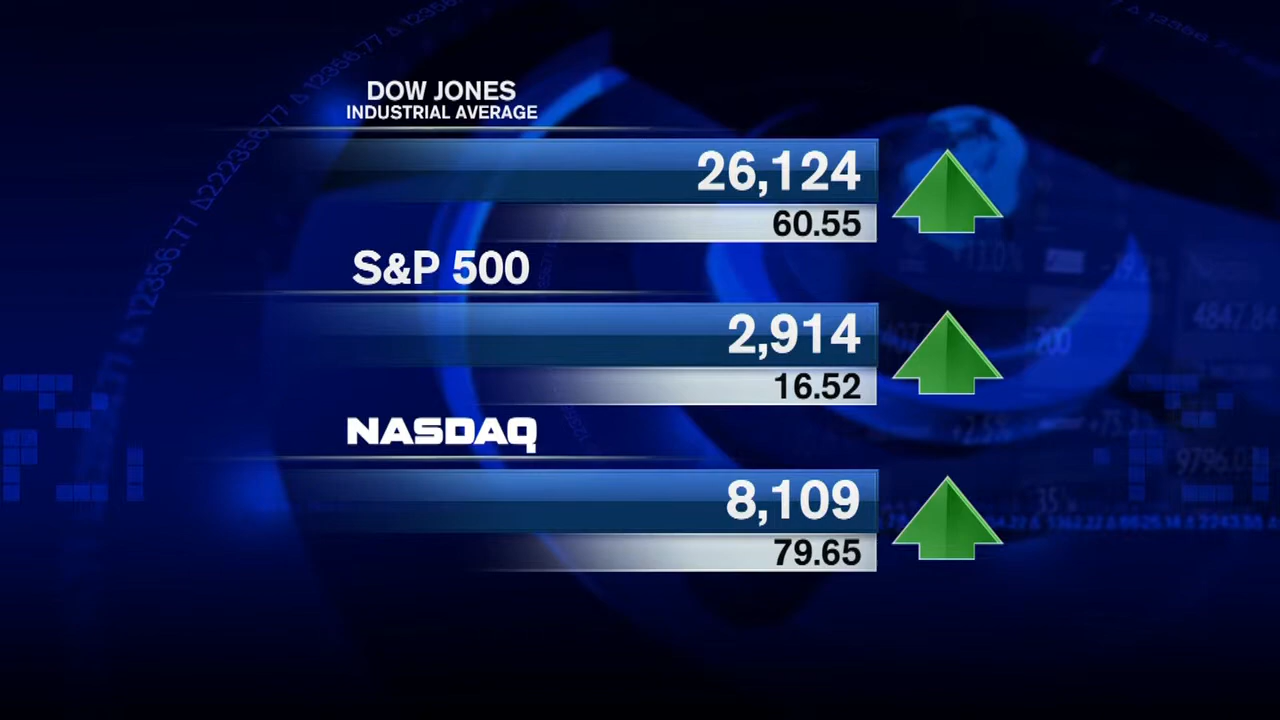 DOW JONES
INDUSTRIAL AVERAGE
26,124
60.55
S&P 500
2,914
16.52
NASDAQ
8,109
79.65